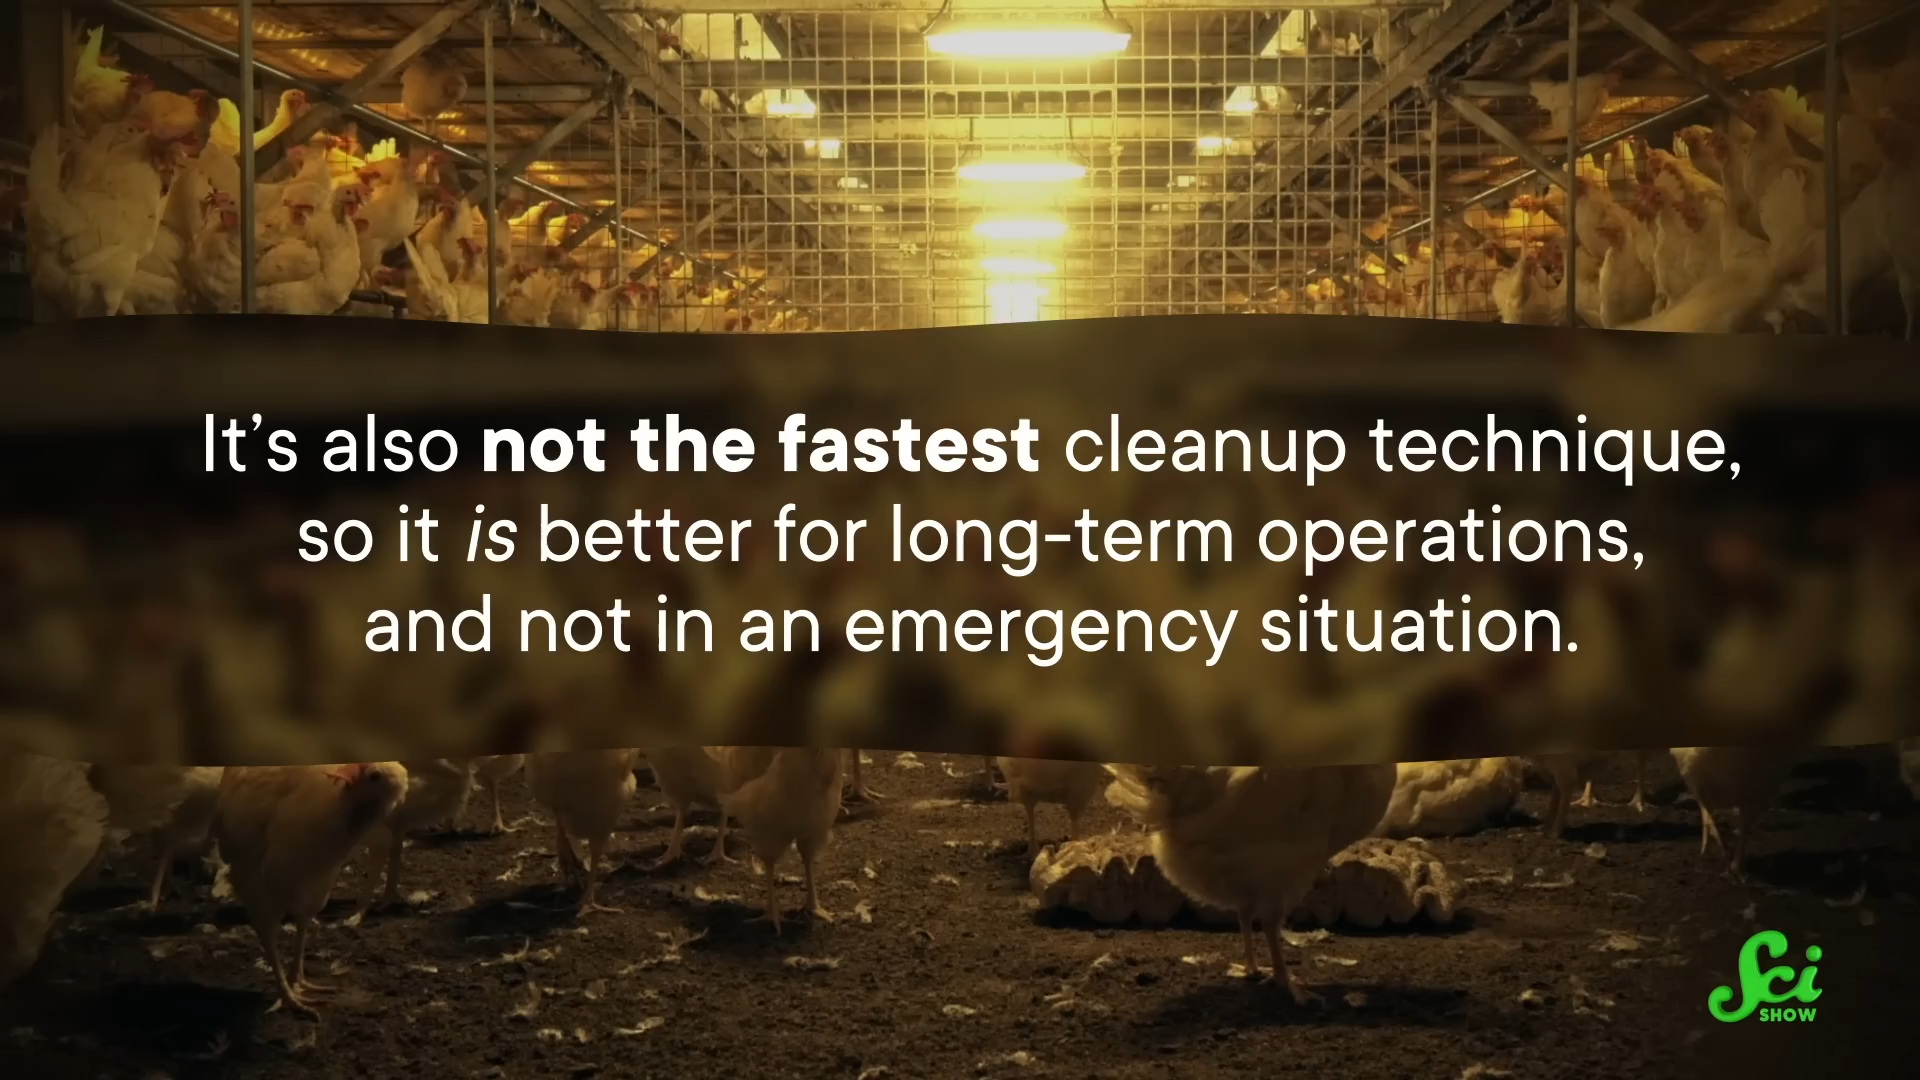 It’s also not the fastest cleanup technique,
so it is better for long-term operations,
and not in an emergency situation.
Sci
SHOW